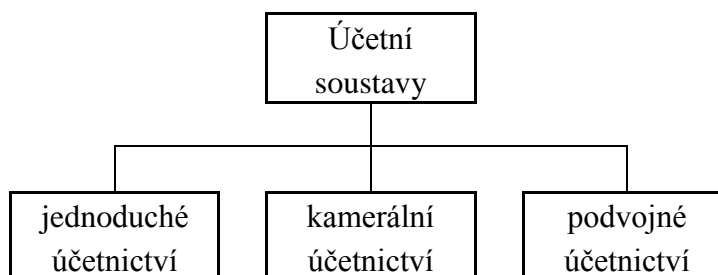 Účetní
soustavy
jednoduché
účetnictví
kamerální
účetnictví
podvojné
účetnictví